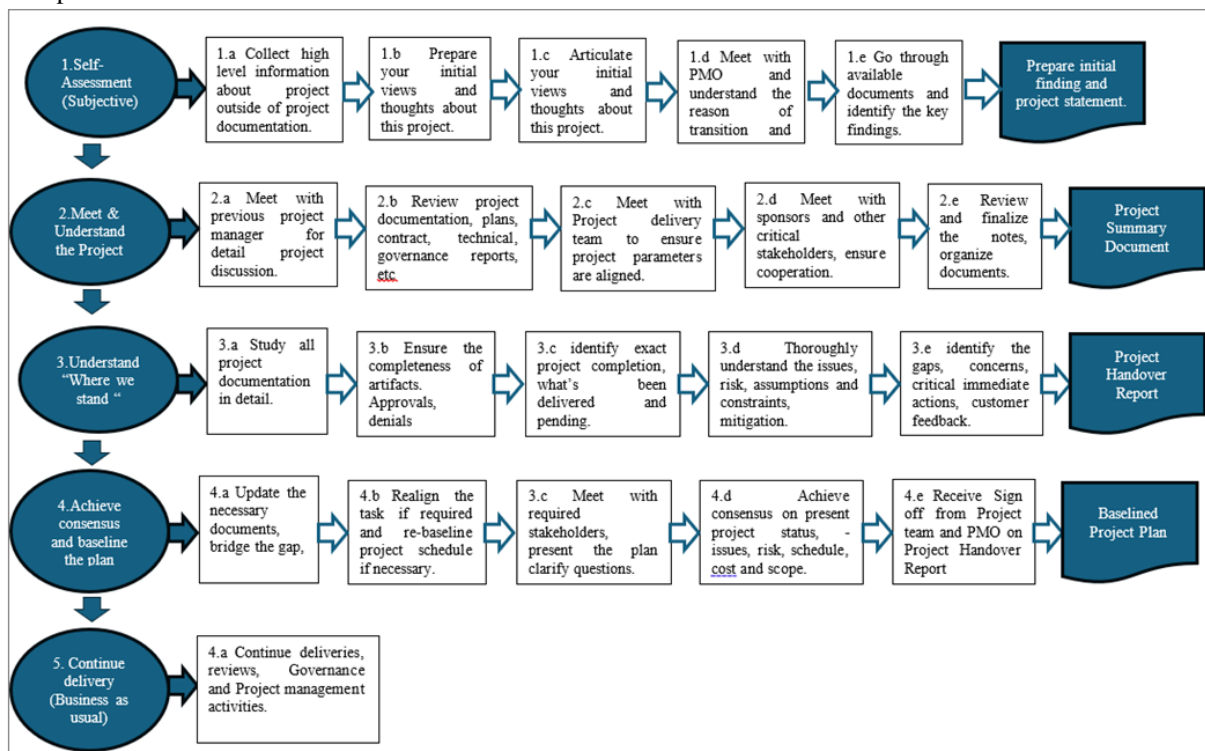 1.Self-
Assessment
(Subjective)
1.a Collect high
level information
about project
outside of project
documentation.
1.b Prepare
your initial
views and
thoughts about
this project.
1.c Articulate
your initial
views and
thoughts about
this project.
1.d Meet with
PMO and
understand the
reason of
transition and
1.e Go through
available
documents and
identify the key
findings.
Prepare initial
finding and
project statement.
2.Meet &
Understand
the Project
2.a Meet with
previous project
manager for
detail project
discussion.
2.b Review project
documentation, plans,
contract, technical,
governance reports,
etc
2.c Meet with
Project delivery
team to ensure
project parameters
are aligned.
2.d Meet with
sponsors and other
critical
stakeholders, ensure
cooperation.
2.e Review
and finalize
the notes,
organize
documents.
Project
Summary
Document
3.Understand
“Where we
stand “
3.a Study all
project
documentation
in detail.
3.b Ensure the
completeness of
artifacts.
Approvals,
denials
3.c identify exact
project completion,
what’s been
delivered and
pending.
3.d Thoroughly
understand the issues,
risk, assumptions and
constraints,
mitigation.
3.e identify the
gaps, concerns,
critical immediate
actions, customer
feedback.
Project
Handover
Report
4.Achieve
consensus
and baseline
the plan
4.a Update the
necessary
documents,
bridge the gap,
4.b Realign the
task if required
and re-baseline
project schedule
if necessary.
3.c Meet with
required
stakeholders,
present the plan
clarify questions.
4.d Achieve
consensus on present
project status, -
issues, risk, schedule,
cost and scope.
4.e Receive Sign
off from Project
team and PMO on
Project Handover
Report
Baselined
Project Plan
5. Continue
delivery
(Business as
usual)
4.a Continue deliveries,
reviews, Governance
and Project management
activities.